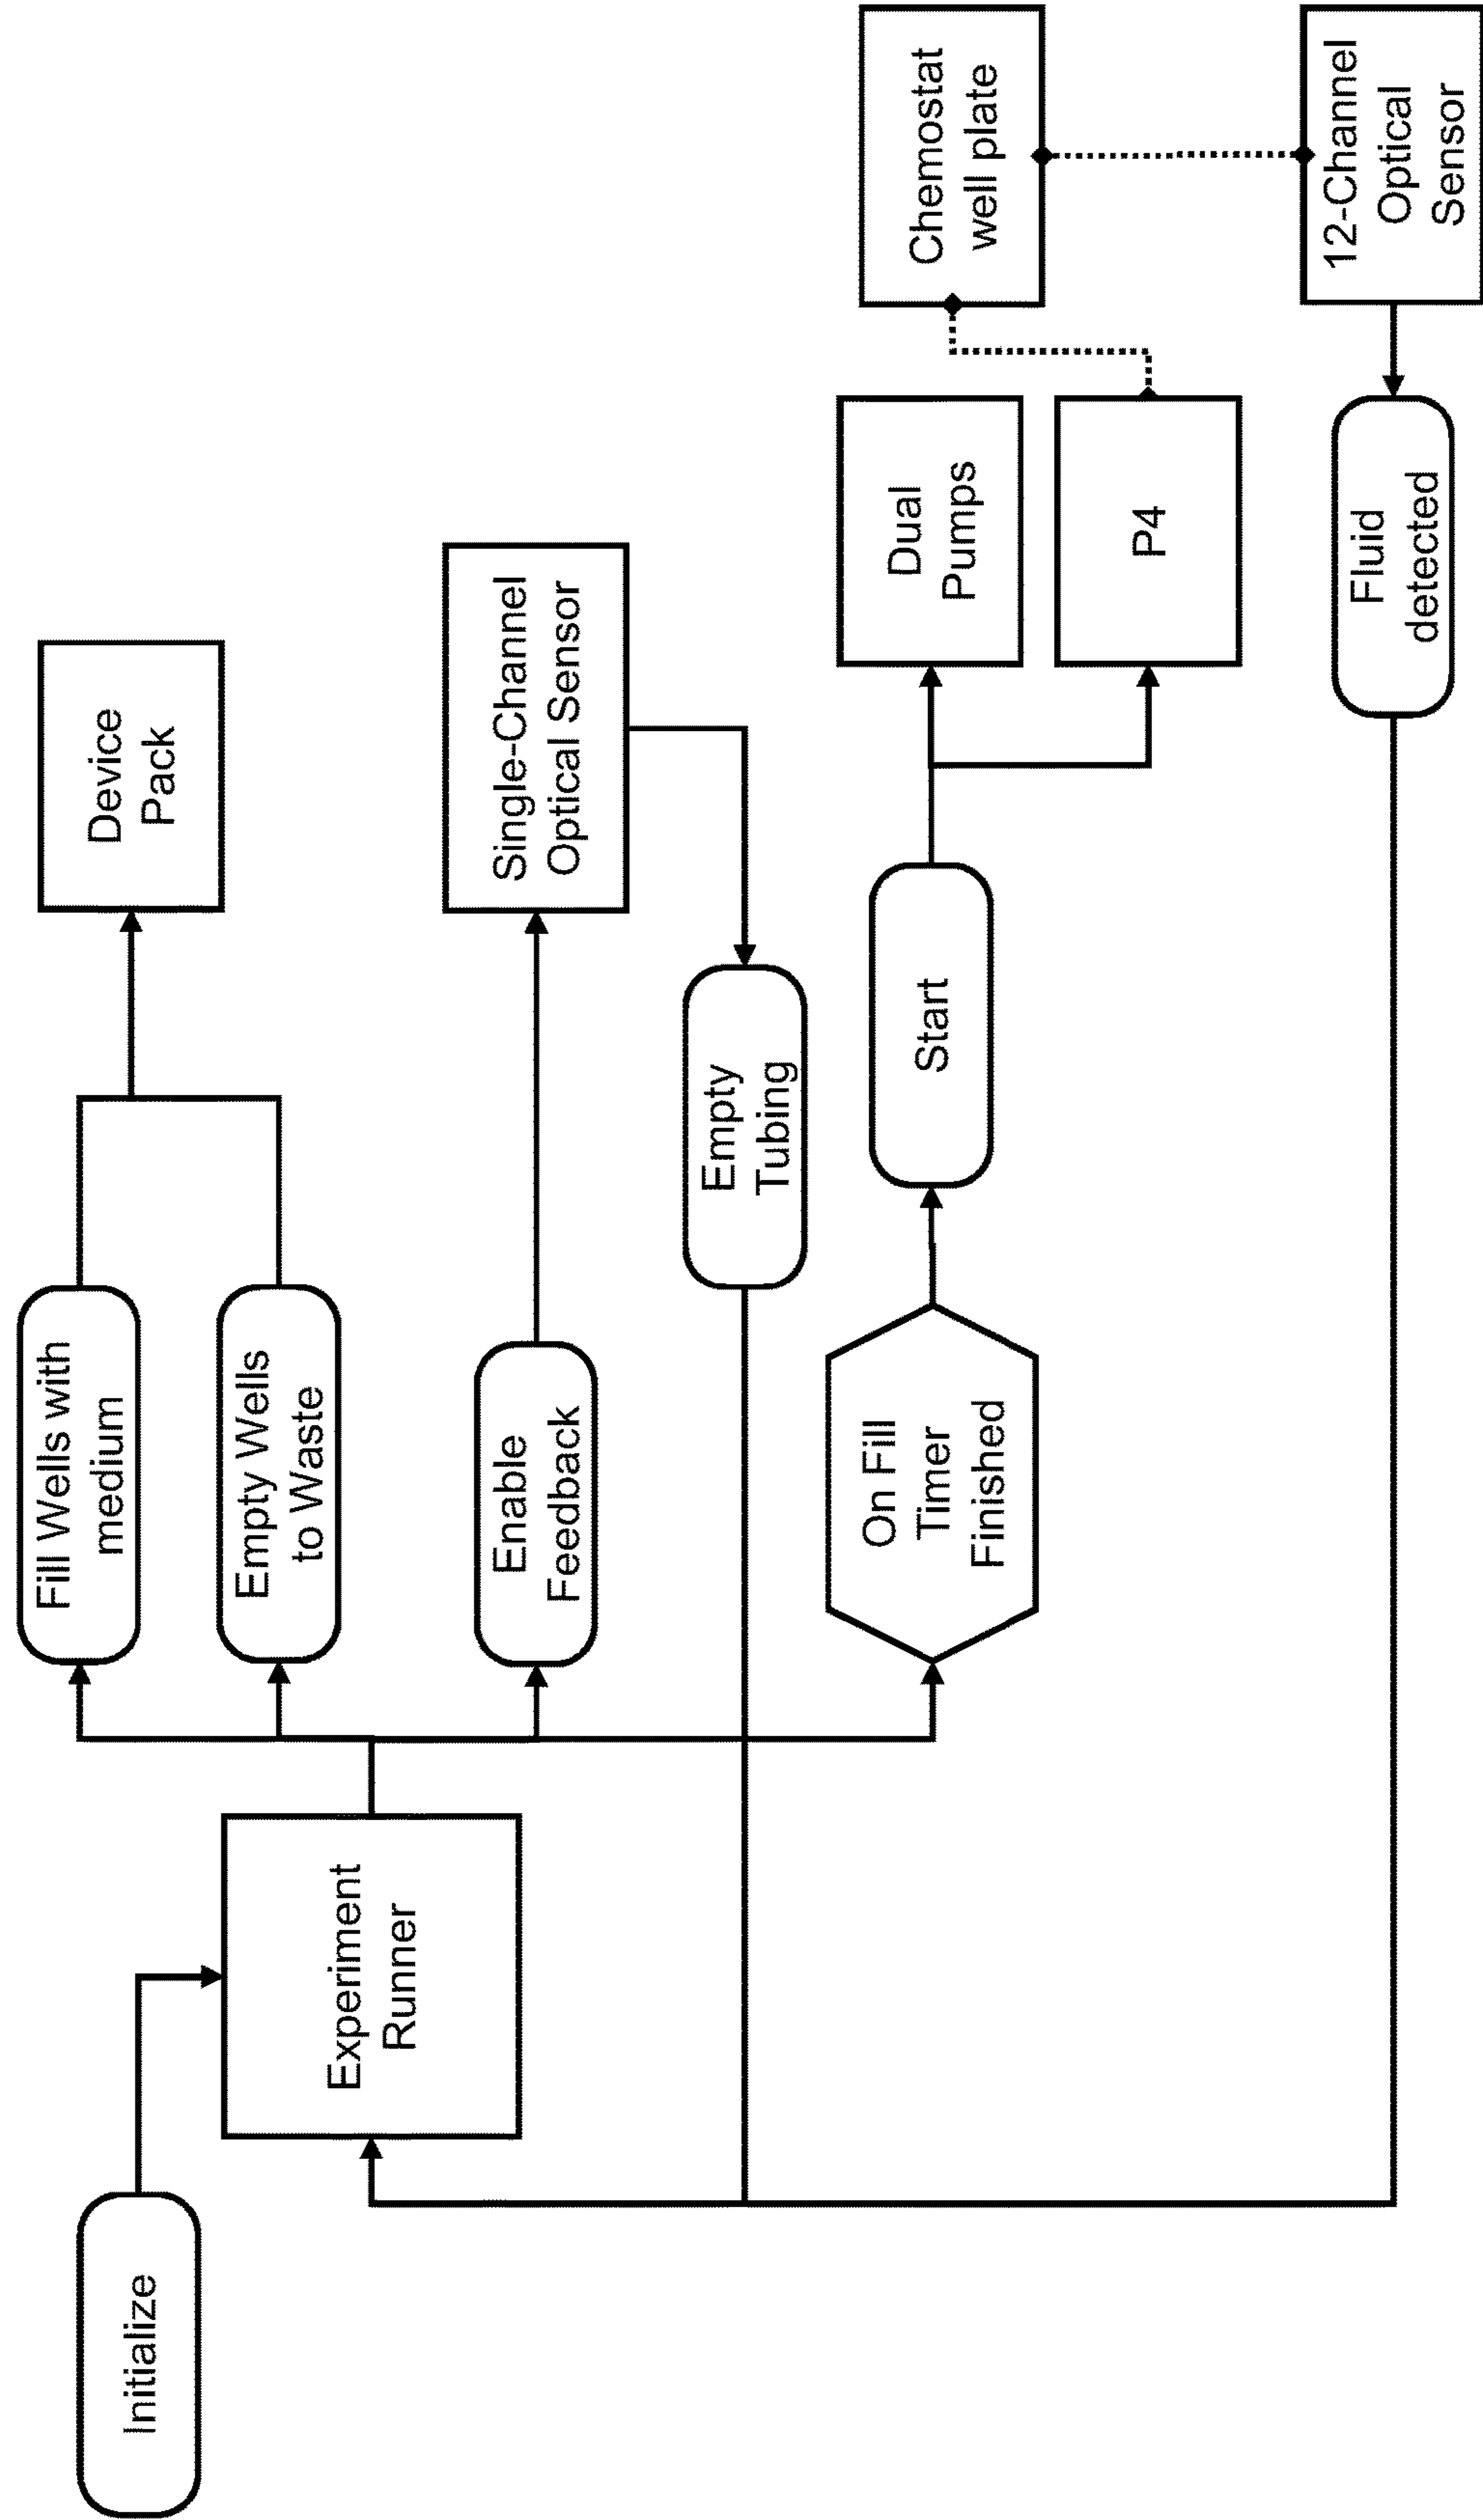 Initialize
Experiment
Runner
Fill Wells with
medium
Empty Wells
to Waste
Device
Pack
Enable
Feedback
Single-Channel
Optical Sensor
Empty
Tubing
On Fill
Timer
Finished
Start
Dual
Pumps
P4
Chemostat
well plate
12-Channel
Optical
Sensor
Fluid
detected